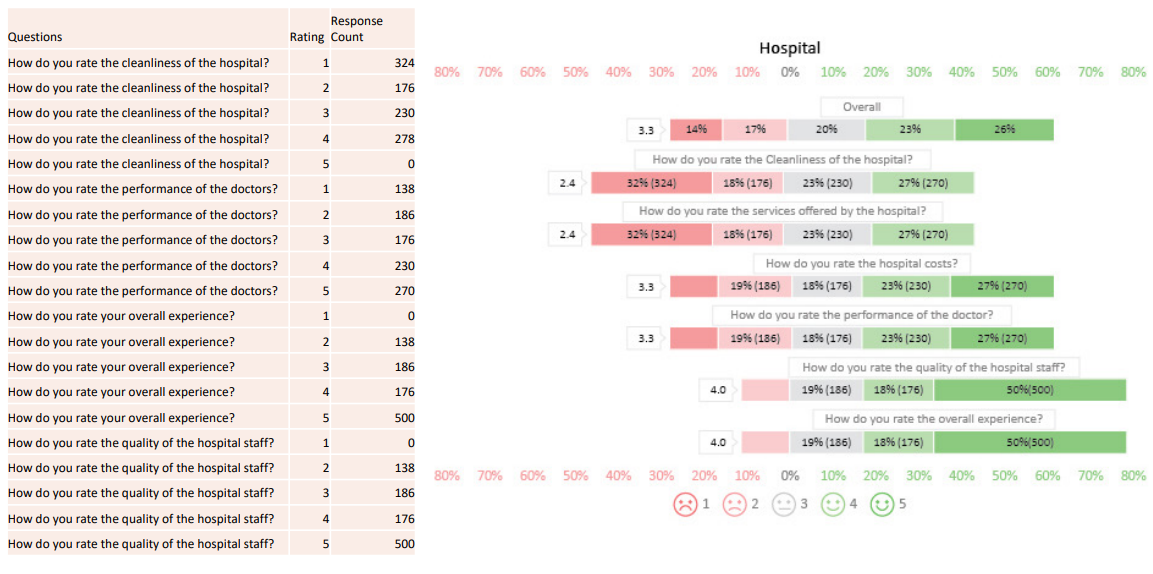 Questions Rating Response Count
How do you rate the cleanliness of the hospital? 1 324
How do you rate the cleanliness of the hospital? 2 176
How do you rate the cleanliness of the hospital? 3 230
How do you rate the cleanliness of the hospital? 4 278
How do you rate the cleanliness of the hospital? 5 0
How do you rate the performance of the doctors? 1 138
How do you rate the performance of the doctors? 2 186
How do you rate the performance of the doctors? 3 176
How do you rate the performance of the doctors? 4 230
How do you rate the performance of the doctors? 5 270
How do you rate your overall experience? 1 0
How do you rate your overall experience? 2 138
How do you rate your overall experience? 3 186
How do you rate your overall experience? 4 176
How do you rate your overall experience? 5 500
How do you rate the quality of the hospital staff? 1 0
How do you rate the quality of the hospital staff? 2 138
How do you rate the quality of the hospital staff? 3 186
How do you rate the quality of the hospital staff? 4 176
How do you rate the quality of the hospital staff? 5 500
Hospital
80% 70% 60% 50% 40% 30% 20% 10% 0% 10% 20% 30% 40% 50% 60% 70% 80%
Overall
3.3 14% 17% 20% 23% 26%
How do you rate the Cleanliness of the hospital?
2.4 32% (324) 18% (176) 23% (230) 27% (270)
How do you rate the services offered by the hospital?
2.4 32% (324) 18% (176) 23% (230) 27% (270)
How do you rate the hospital costs?
3.3 19% (186) 18% (176) 23% (230) 27% (270)
How do you rate the performance of the doctor?
3.3 19% (186) 18% (176) 23% (230) 27% (270)
How do you rate the quality of the hospital staff?
4.0 19% (186) 18% (176) 50%(500)
How do you rate the overall experience?
4.0 19% (186) 18% (176) 50%(500)
80% 70% 60% 50% 40% 30% 20% 10% 0% 10% 20% 30% 40% 50% 60% 70% 80%
1 2 3 4 5